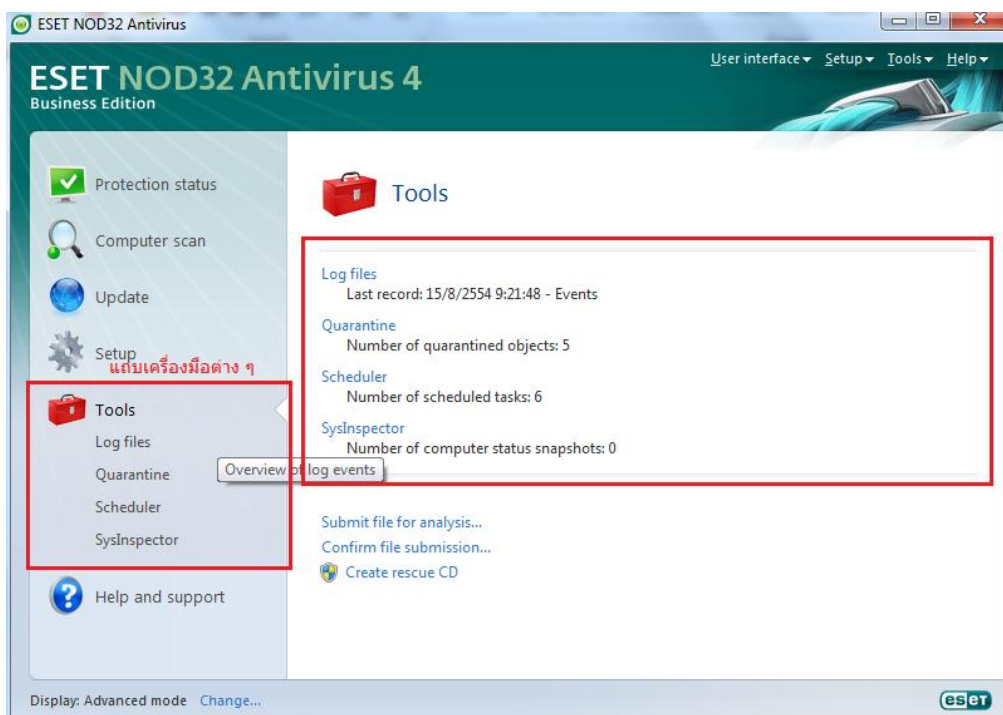 ESET NOD32 Antivirus
User interface Setup Tools Help
ESET NOD32 Antivirus 4
Business Edition
Protection status
Computer scan
Update
Setup
แถบเครื่องมือต่าง ๆ
Tools
Log files
Quarantine
Scheduler
SysInspector
Help and support
Tools
Log files
Last record: 15/8/2554 9:21:48 - Events
Quarantine
Number of quarantined objects: 5
Scheduler
Number of scheduled tasks: 6
SysInspector
Number of computer status snapshots: 0
Overview of log events
Submit file for analysis...
Confirm file submission...
Create rescue CD
Display: Advanced mode Change...
eseT